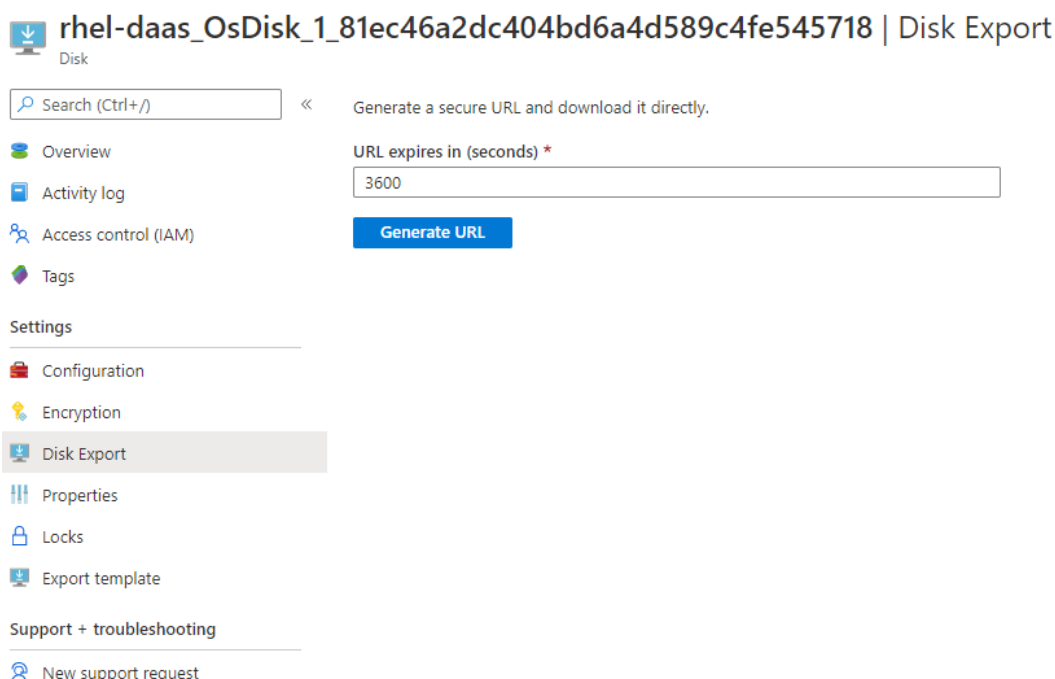 rhel-daas_OsDisk_1_81ec46a2dc404bd6a4d589c4fe545718 | Disk Export
Disk
Search (Ctrl+/)
«
Overview
Activity log
Access control (IAM)
Tags
Settings
Configuration
Encryption
Disk Export
Properties
Locks
Export template
Support + troubleshooting
New support request
Generate a secure URL and download it directly.
URL expires in (seconds) *
3600
Generate URL